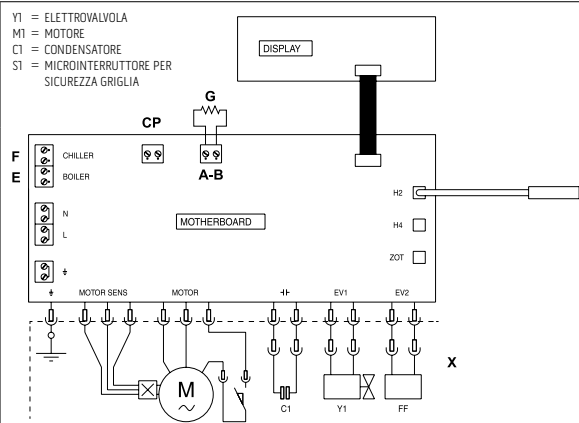 Y1 = ELETTROVALVOLA
M1 = MOTORE
C1 = CONDENSATORE
S1 = MICROINTERRUTTORE PER
SICUREZZA GRIGLIA
DISPLAY
G
CP
A-B
F CHILLER
E BOILER
N
L
MOTHERBOARD
H2
H4
ZOT
MOTOR SENS
MOTOR
EV1
EV2
X
M
C1
Y1
FF